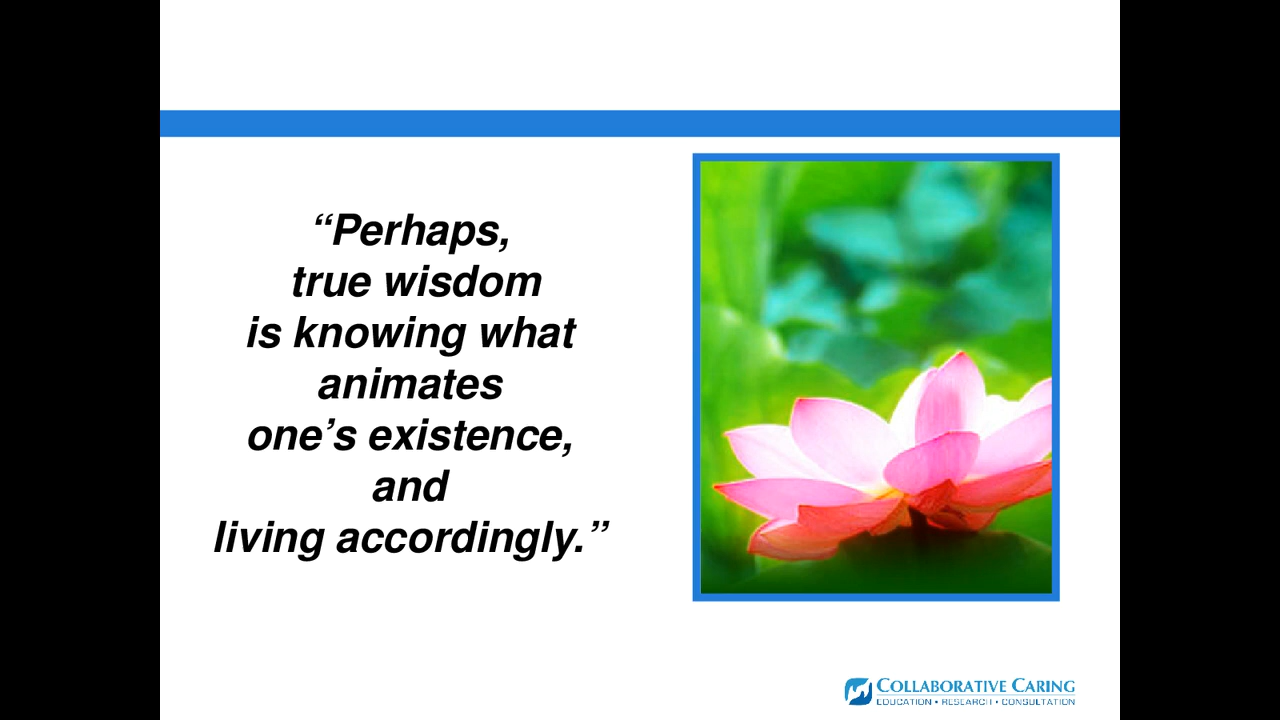 “Perhaps,
true wisdom
is knowing what
animates
one’s existence,
and
living accordingly.”
COLLABORATIVE CARING
EDUCATION • RESEARCH • CONSULTATION